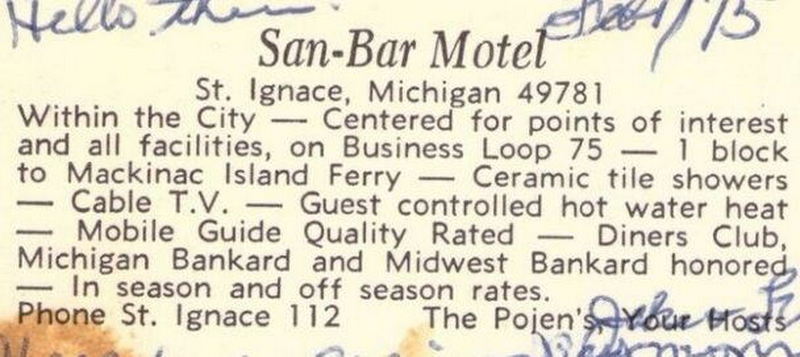 Hello
San-Bar Motel
St. Ignace, Michigan 49781
Within the City — Centered for points of interest
and all facilities, on Business Loop 75 — 1 block
to Mackinac Island Ferry — Ceramic tile showers
— Cable T.V. — Guest controlled hot water heat
— Mobile Guide Quality Rated — Diners Club,
Michigan Bankard and Midwest Bankard honored
— In season and off season rates.
Phone St. Ignace 112 The Pojen's, Your Hosts